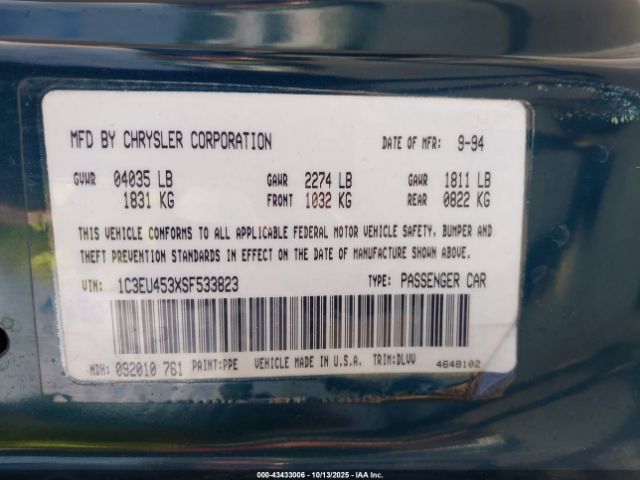 MFD BY CHRYSLER CORPORATION DATE OF MFR: 9-94
GVWR 04035 LB GAWR 2274 LB GAWR 1811 LB
1831 KG FRONT 1032 KG REAR 0822 KG
THIS VEHICLE CONFORMS TO ALL APPLICABLE FEDERAL MOTOR VEHICLE SAFETY, BUMPER AND
THEFT PREVENTION STANDARDS IN EFFECT ON THE DATE OF MANUFACTURE SHOWN ABOVE.
VIN: 1C3EU453XSF533823 TYPE: PASSENGER CAR
MDH: 092010 761 PAINT:PPE VEHICLE MADE IN U.S.A. TRIM:DLVV 4648102
000-43433006 - 10/13/2025 - IAA Inc.